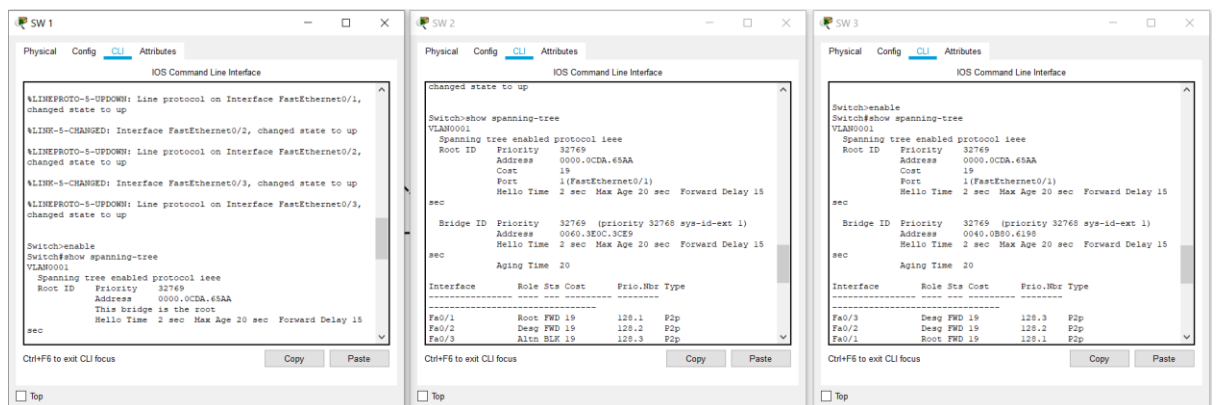 SW 1
Physical Config CLI Attributes
IOS Command Line Interface
%LINEPROTO-5-UPDOWN: Line protocol on Interface FastEthernet0/1,
changed state to up
%LINK-5-CHANGED: Interface FastEthernet0/2, changed state to up
%LINEPROTO-5-UPDOWN: Line protocol on Interface FastEthernet0/2,
changed state to up
%LINK-5-CHANGED: Interface FastEthernet0/3, changed state to up
%LINEPROTO-5-UPDOWN: Line protocol on Interface FastEthernet0/3,
changed state to up
Switch>enable
Switch#show spanning-tree
VLAN0001
Spanning tree enabled protocol ieee
Root ID Priority 32769
Address 0000.0CDA.65AA
This bridge is the root
Hello Time 2 sec Max Age 20 sec Forward Delay 15
sec
Ctrl+F6 to exit CLI focus
Copy Paste
Top
SW 2
Physical Config CLI Attributes
IOS Command Line Interface
changed state to up
Switch>show spanning-tree
VLAN0001
Spanning tree enabled protocol ieee
Root ID Priority 32769
Address 0000.0CDA.65AA
Cost 19
Port 1(FastEthernet0/1)
Hello Time 2 sec Max Age 20 sec Forward Delay 15
sec
Bridge ID Priority 32769 (priority 32768 sys-id-ext 1)
Address 0060.3E0C.3CE9
Hello Time 2 sec Max Age 20 sec Forward Delay 15
sec
Aging Time 20
Interface Role Sts Cost Prio.Nbr Type
---------------- ---- --- --------- --------
--------------------------------
Fa0/1 Root FWD 19 128.1 P2p
Fa0/2 Desg FWD 19 128.2 P2p
Fa0/3 Altn BLK 19 128.3 P2p
Ctrl+F6 to exit CLI focus
Copy Paste
Top
SW 3
Physical Config CLI Attributes
IOS Command Line Interface
Switch>enable
Switch#show spanning-tree
VLAN0001
Spanning tree enabled protocol ieee
Root ID Priority 32769
Address 0000.0CDA.65AA
Cost 19
Port 1(FastEthernet0/1)
Hello Time 2 sec Max Age 20 sec Forward Delay 15
sec
Bridge ID Priority 32769 (priority 32768 sys-id-ext 1)
Address 0040.0B80.6198
Hello Time 2 sec Max Age 20 sec Forward Delay 15
sec
Aging Time 20
Interface Role Sts Cost Prio.Nbr Type
---------------- ---- --- --------- --------
--------------------------------
Fa0/3 Desg FWD 19 128.3 P2p
Fa0/2 Desg FWD 19 128.2 P2p
Fa0/1 Root FWD 19 128.1 P2p
Ctrl+F6 to exit CLI focus
Copy Paste
Top